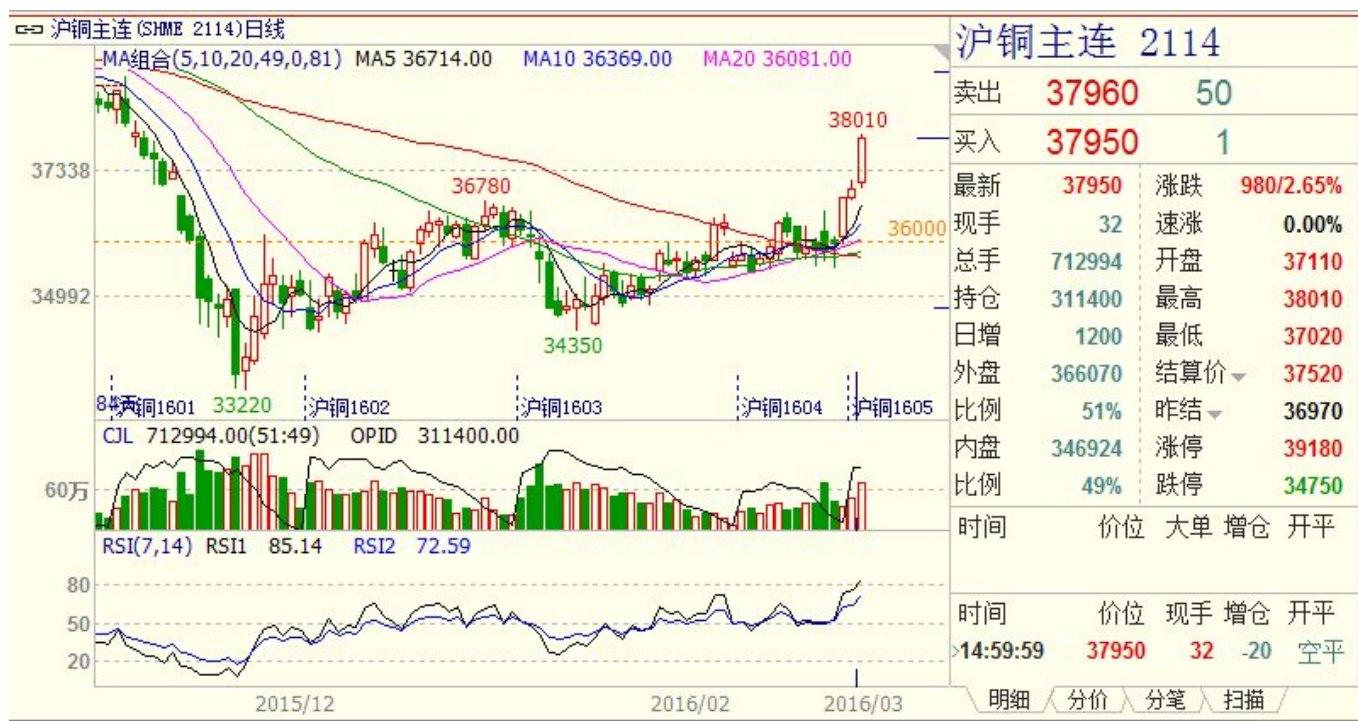 沪铜主连(SHME 2114)日线
MA组合(5,10,20,49,0,81) MA5 36714.00 MA10 36369.00 MA20 36081.00
38010
37338
36780
36000
34992
34350
33220
沪铜1601 沪铜1602 沪铜1603 沪铜1604 沪铜1605
CJL 712994.00(51:49) OPID 311400.00
60万
RSI(7,14) RSI1 85.14 RSI2 72.59
80
50
20
2015/12 2016/02 2016/03
沪铜主连 2114
卖出 37960 50
买入 37950 1
最新 37950 涨跌 980/2.65%
现手 32 速涨 0.00%
总手 712994 开盘 37110
持仓 311400 最高 38010
日增 1200 最低 37020
外盘 366070 结算价 37520
比例 51% 昨结 36970
内盘 346924 涨停 39180
比例 49% 跌停 34750
时间 价位 大单 增仓 开平
时间 价位 现手 增仓 开平
14:59:59 37950 32 -20 空平
明细 分价 分笔 扫描